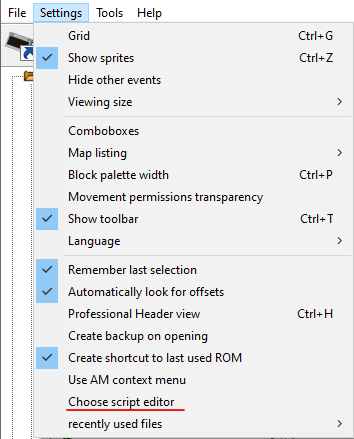 File Settings Tools Help
Grid Ctrl+G
Show sprites Ctrl+Z
Hide other events
Viewing size
Comboboxes
Map listing
Block palette width Ctrl+P
Movement permissions transparency
Show toolbar Ctrl+T
Language
Remember last selection
Automatically look for offsets
Professional Header view Ctrl+H
Create backup on opening
Create shortcut to last used ROM
Use AM context menu
Choose script editor
recently used files